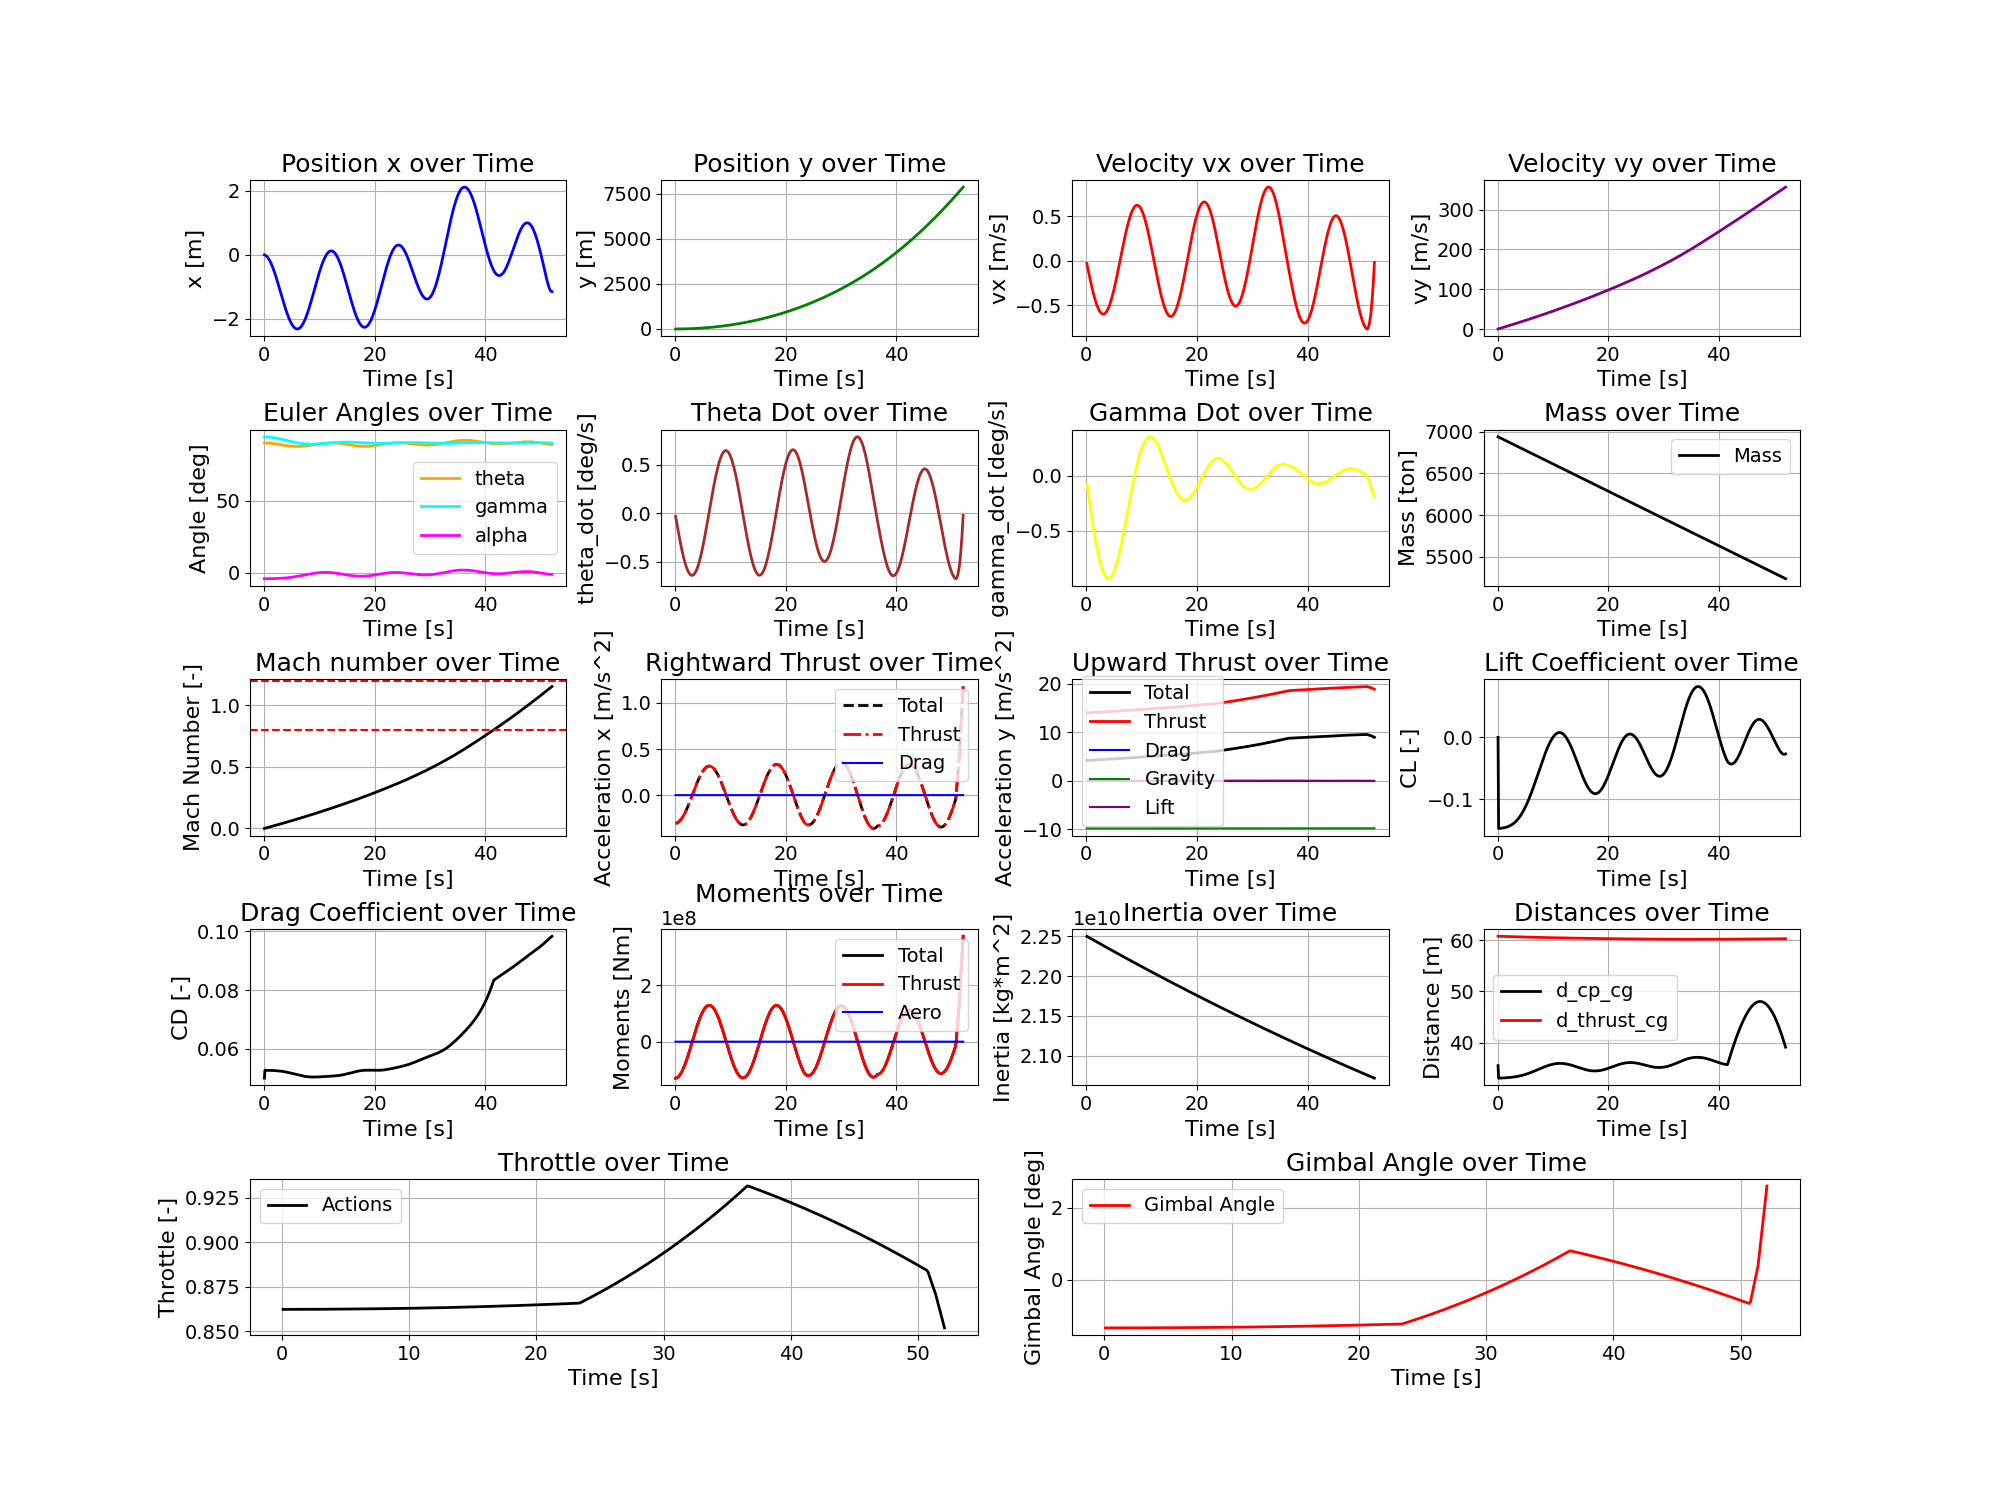 Position x over Time
Position y over Time
Velocity vx over Time
Velocity vy over Time
x [m]
2
0
−2
0 20 40
Time [s]
y [m]
7500
5000
2500
0
0 20 40
Time [s]
vx [m/s]
0.5
0.0
−0.5
0 20 40
Time [s]
vy [m/s]
300
200
100
0
0 20 40
Time [s]
Euler Angles over Time
Theta Dot over Time
Gamma Dot over Time
Mass over Time
Angle [deg]
50
0
theta
gamma
alpha
0 20 40
Time [s]
theta_dot [deg/s]
0.5
0.0
−0.5
0 20 40
Time [s]
gamma_dot [deg/s]
0.0
−0.5
0 20 40
Time [s]
Mass [ton]
7000
6500
6000
5500
Mass
0 20 40
Time [s]
Mach number over Time
Rightward Thrust over Time
Upward Thrust over Time
Lift Coefficient over Time
Mach Number [-]
1.0
0.5
0.0
0 20 40
Time [s]
Acceleration x [m/s^2]
1.0
0.5
0.0
Total
Thrust
Drag
0 20 40
Time [s]
Acceleration y [m/s^2]
20
10
0
−10
Total
Thrust
Drag
Gravity
Lift
0 20 40
Time [s]
CL [-]
0.0
−0.1
0 20 40
Time [s]
Drag Coefficient over Time
Moments over Time
Inertia over Time
Distances over Time
CD [-]
0.10
0.08
0.06
0 20 40
Time [s]
Moments [Nm]
1e8
2
0
Total
Thrust
Aero
0 20 40
Time [s]
Inertia [kg*m^2]
1e10
2.25
2.20
2.15
2.10
0 20 40
Time [s]
Distance [m]
60
50
40
d_cp_cg
d_thrust_cg
0 20 40
Time [s]
Throttle over Time
Gimbal Angle over Time
Throttle [-]
0.925
0.900
0.875
0.850
Actions
0 10 20 30 40 50
Time [s]
Gimbal Angle [deg]
2
0
Gimbal Angle
0 10 20 30 40 50
Time [s]